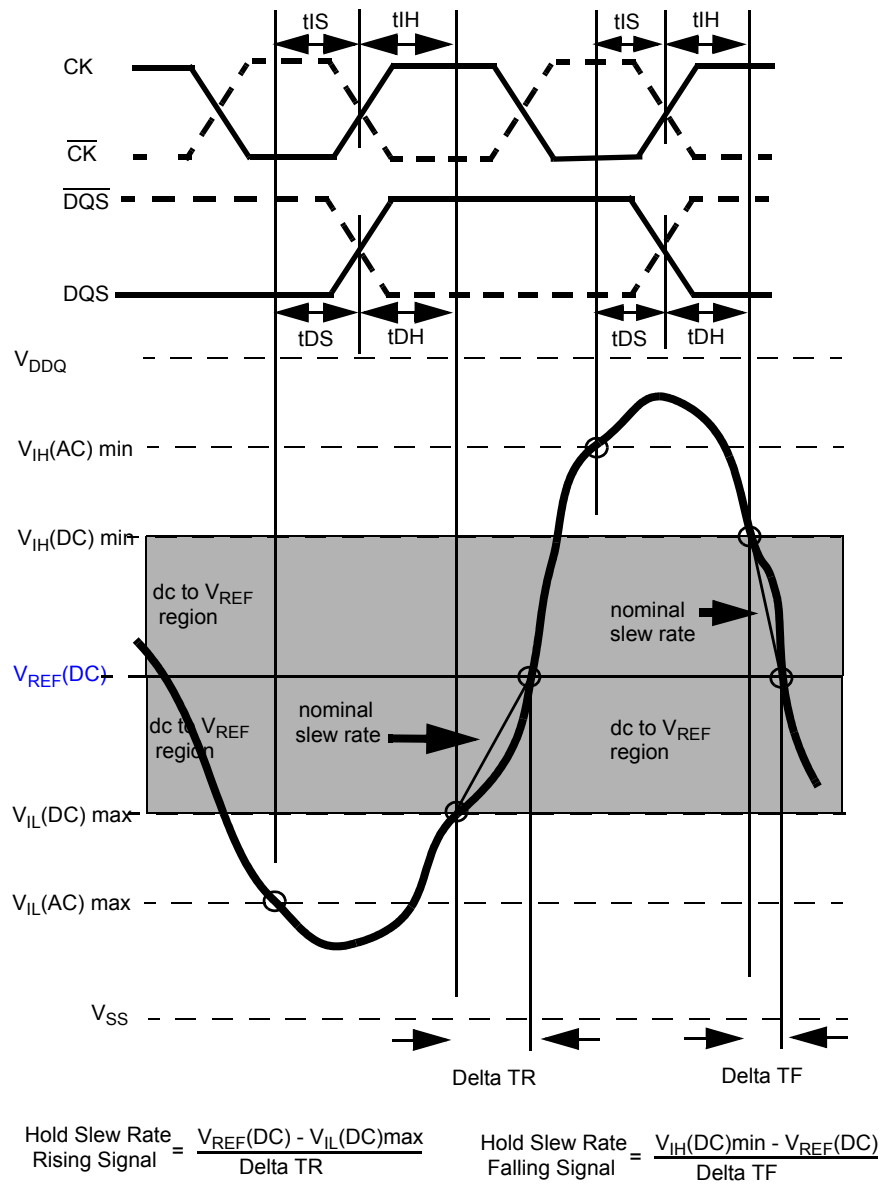 tIS tIH tIS tIH
CK
CK
DQS
DQS
tDS tDH tDS tDH
VDDQ
VIH(AC) min
VIH(DC) min
dc to VREF
region
nominal
slew rate
VREF(DC)
dc to VREF
region
nominal
slew rate
dc to VREF
region
VIL(DC) max
VIL(AC) max
VSS
Delta TR
Delta TF
Hold Slew Rate
Rising Signal
=
VREF(DC) - VIL(DC)max
Delta TR
Hold Slew Rate
Falling Signal
=
VIH(DC)min - VREF(DC)
Delta TF